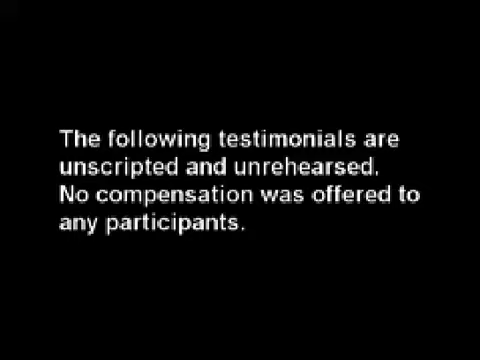 The following testimonials are
unscripted and unrehearsed.
No compensation was offered to
any participants.